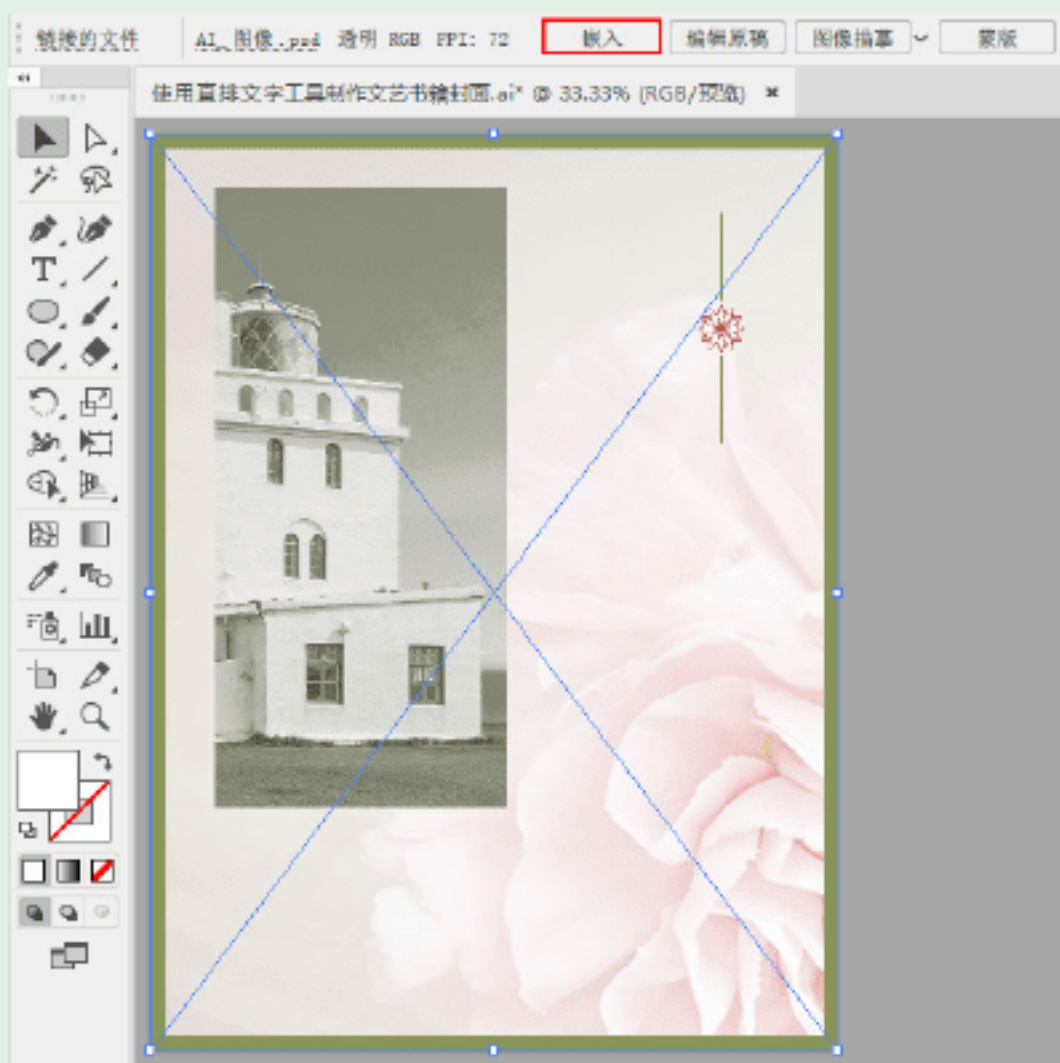 链接的文件 AI_图像.psd 透明 RGB PPI: 72 嵌入 编辑原稿 图像描摹 蒙版
使用直排文字工具制作文艺书籍封面.ai* @ 33.33% (RGB/预览)